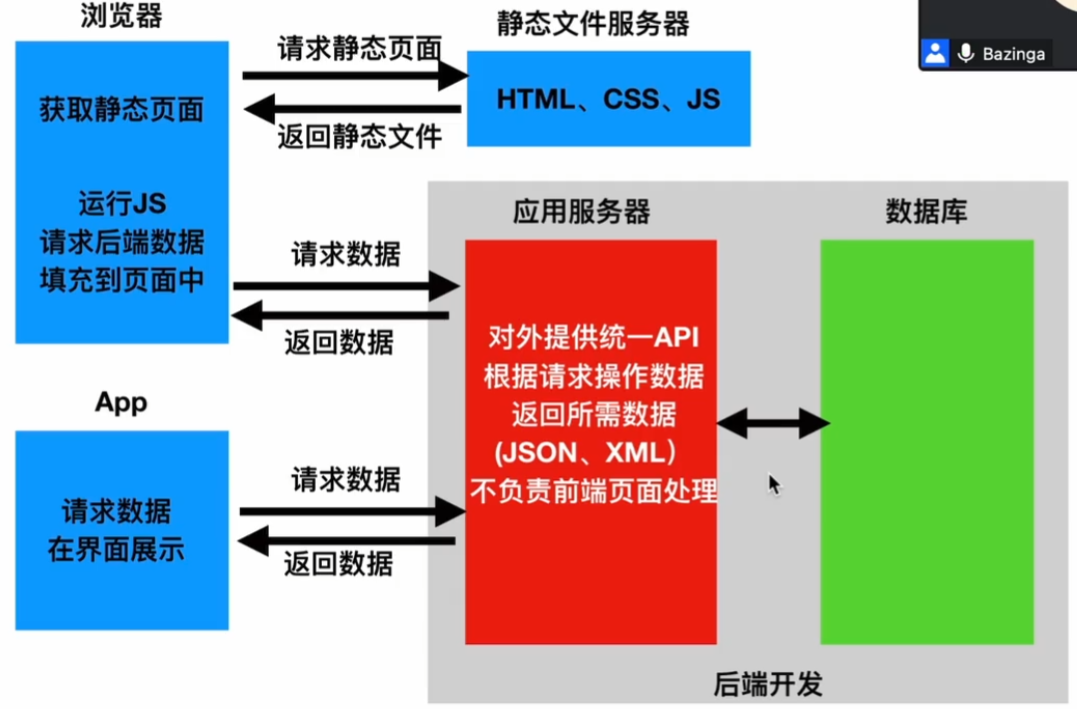 浏览器
静态文件服务器
Bazinga
请求静态页面
获取静态页面
HTML、CSS、JS
返回静态文件
运行JS
请求后端数据
填充到页面中
应用服务器
数据库
请求数据
返回数据
对外提供统一API
根据请求操作数据
返回所需数据
(JSON、XML）
不负责前端页面处理
App
请求数据
在界面展示
请求数据
返回数据
后端开发